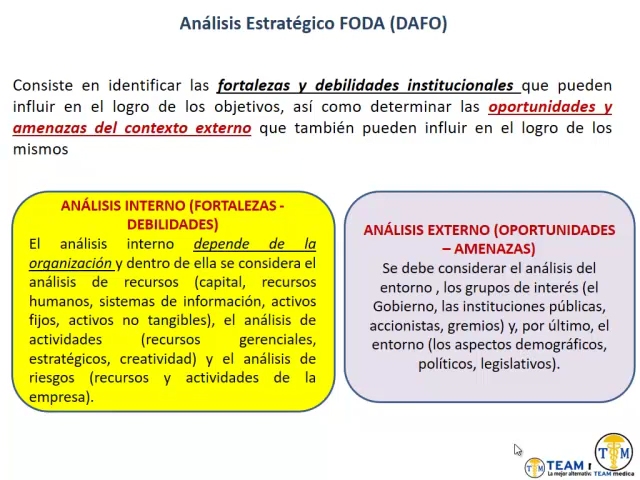 Análisis Estratégico FODA (DAFO)
Consiste en identificar las fortalezas y debilidades institucionales que pueden
influir en el logro de los objetivos, así como determinar las oportunidades y
amenazas del contexto externo que también pueden influir en el logro de los
mismos
ANÁLISIS INTERNO (FORTALEZAS -
DEBILIDADES)
El análisis interno depende de la
organización y dentro de ella se considera el
análisis de recursos (capital, recursos
humanos, sistemas de información, activos
fijos, activos no tangibles), el análisis de
actividades (recursos gerenciales,
estratégicos, creatividad) y el análisis de
riesgos (recursos y actividades de la
empresa).
ANÁLISIS EXTERNO (OPORTUNIDADES
– AMENAZAS)
Se debe considerar el análisis del
entorno , los grupos de interés (el
Gobierno, las instituciones públicas,
accionistas, gremios) y, por último, el
entorno (los aspectos demográficos,
políticos, legislativos).
T M
TEAM
La mejor alternativa
T M
TEAM medica